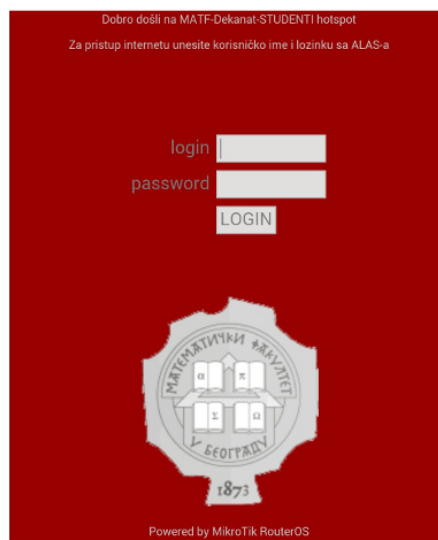 Dobro došli na MATF-Dekanat-STUDENTI hotspot
Za pristup internetu unesite korisničko ime i lozinku sa ALAS-a
login
password
LOGIN
МАТЕМАТИЧКИ ФАКУЛТЕТ
α π
Σ Ω
У БЕОГРАДУ
1873
Powered by MikroTik RouterOS